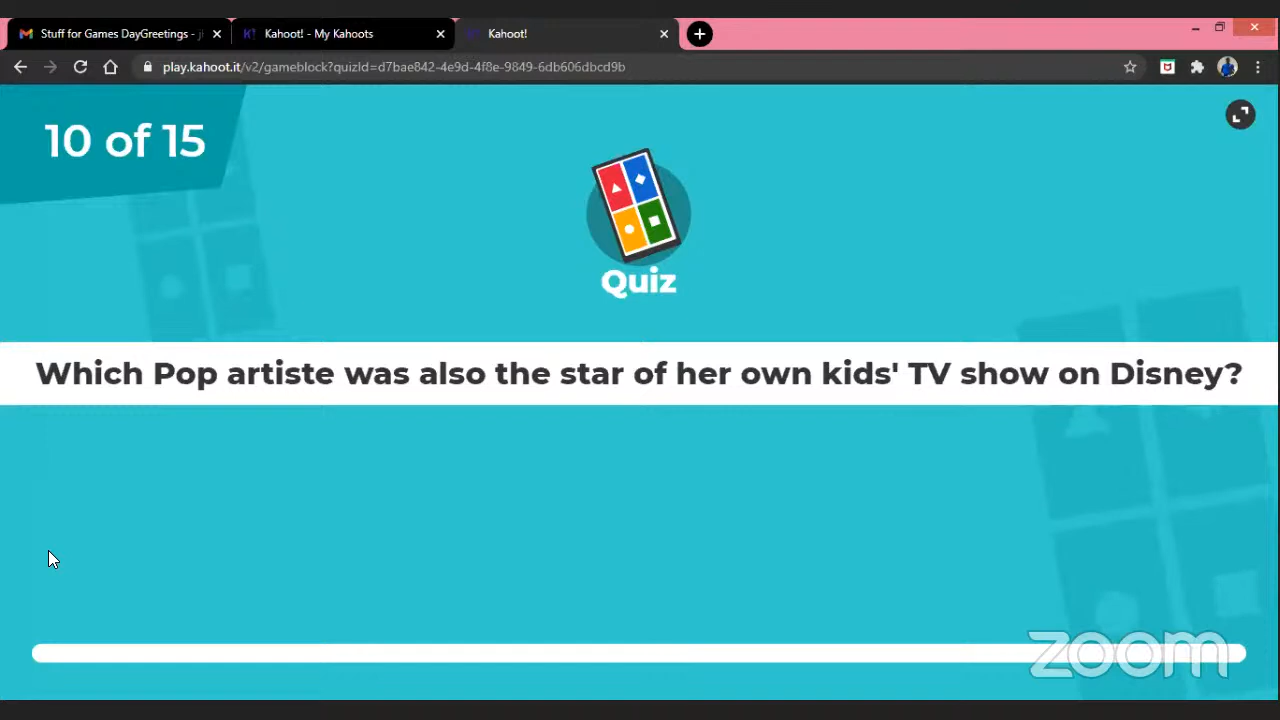 Stuff for Games DayGreetings - j
Kahoot! - My Kahoots
Kahoot!
play.kahoot.it/v2/gameblock?quizId=d7bae842-4e9d-4f8e-9849-6db606dbcd9b
10 of 15
Quiz
Which Pop artiste was also the star of her own kids' TV show on Disney?
zoom